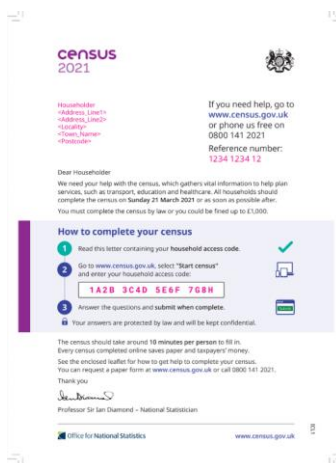 census
2021
Householder
<Address_Line1>
<Address_Line2>
<Locality>
<Town_Name>
<Postcode>
If you need help, go to
www.census.gov.uk
or phone us free on
0800 141 2021
Reference number:
1234 1234 12
Dear Householder
We need your help with the census, which gathers vital information to help plan
services, such as transport, education and healthcare. All households should
complete the census on Sunday 21 March 2021 or as soon as possible after.
You must complete the census by law or you could be fined up to £1,000.
How to complete your census
1 Read this letter containing your household access code.
2 Go to www.census.gov.uk, select "Start census"
and enter your household access code:
1A2B 3C4D 5E6F 7G8H
3 Answer the questions and submit when complete.
Your answers are protected by law and will be kept confidential.
The census should take around 10 minutes per person to fill in.
Every census completed online saves paper and taxpayers' money.
See the enclosed leaflet for how to get help to complete your census.
You can request a paper form at www.census.gov.uk or call 0800 141 2021.
Thank you
Professor Sir Ian Diamond – National Statistician
Office for National Statistics
www.census.gov.uk